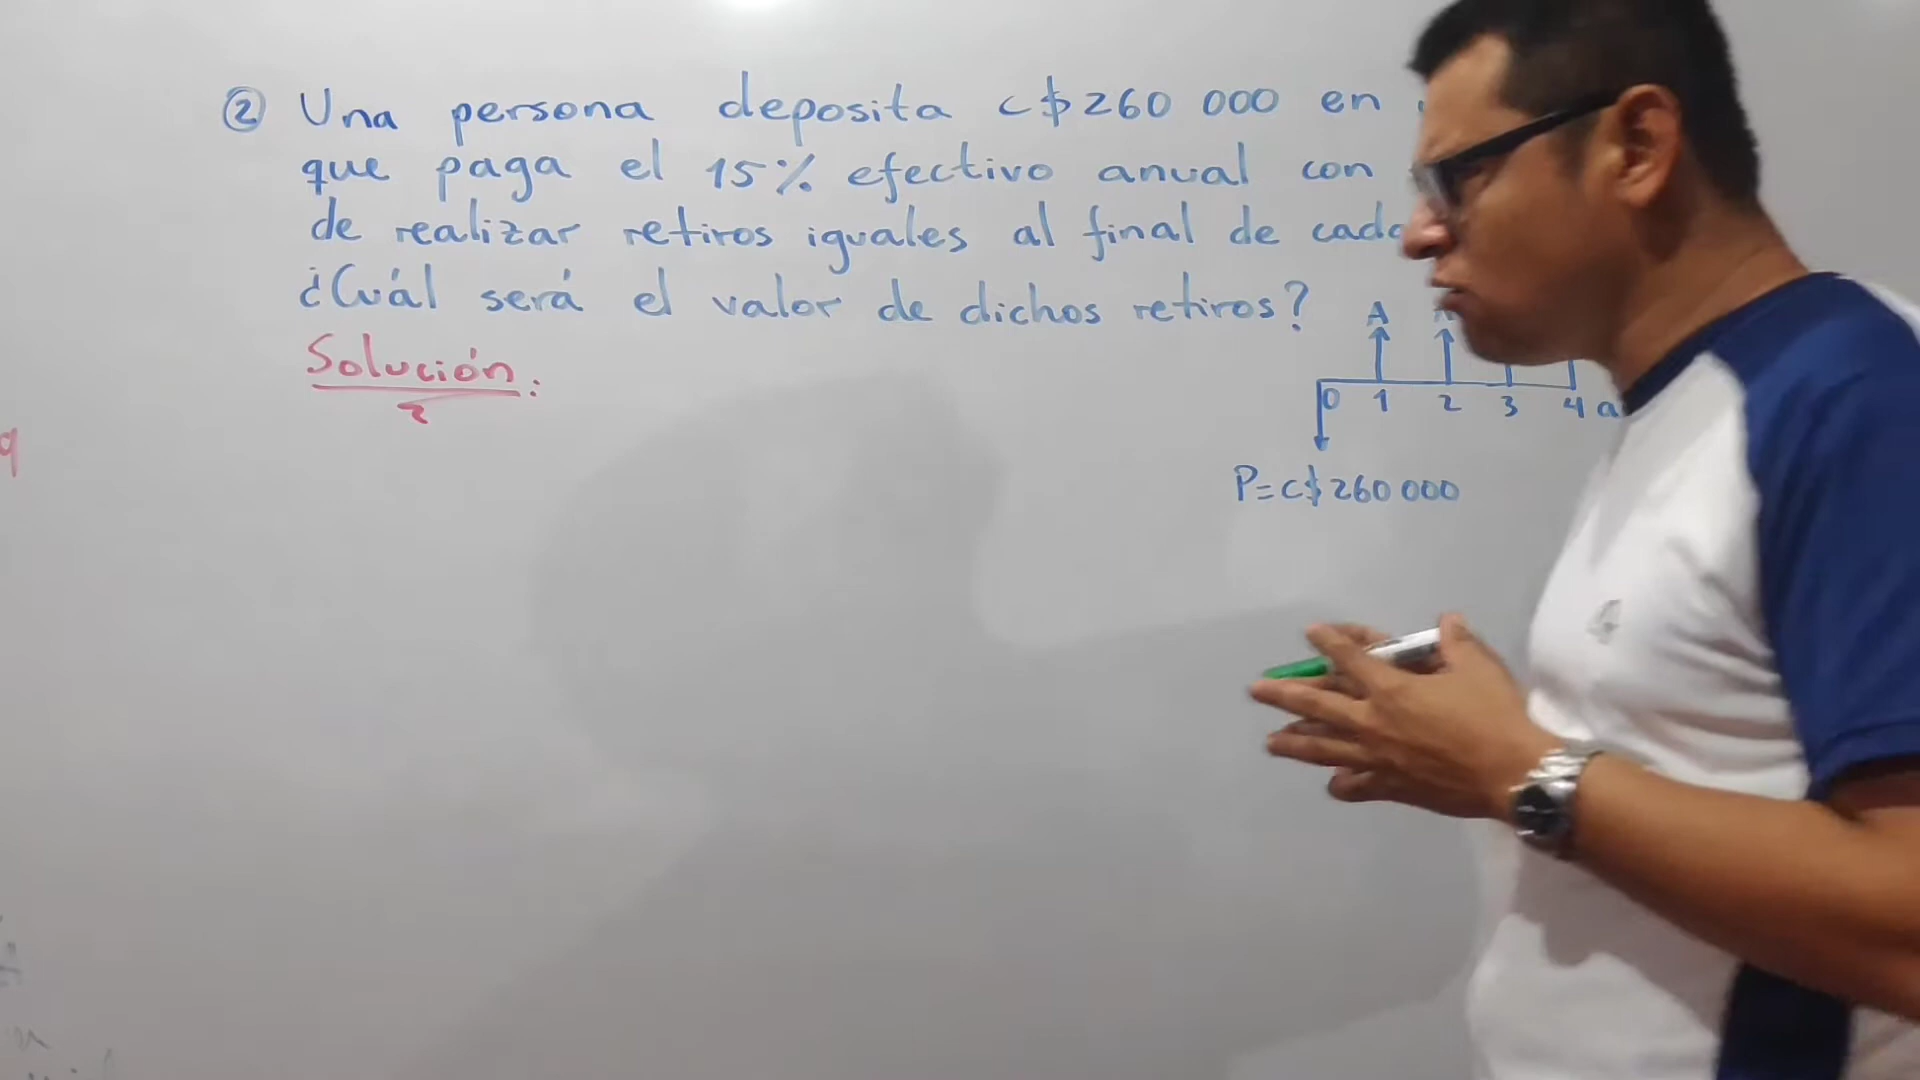 ② Una persona deposita C$260 000 en
que paga el 15% efectivo anual con
de realizar retiros iguales al final de cada
¿Cuál será el valor de dichos retiros?
Solución:
A
0 1 2 3 4
P=C$260 000
q